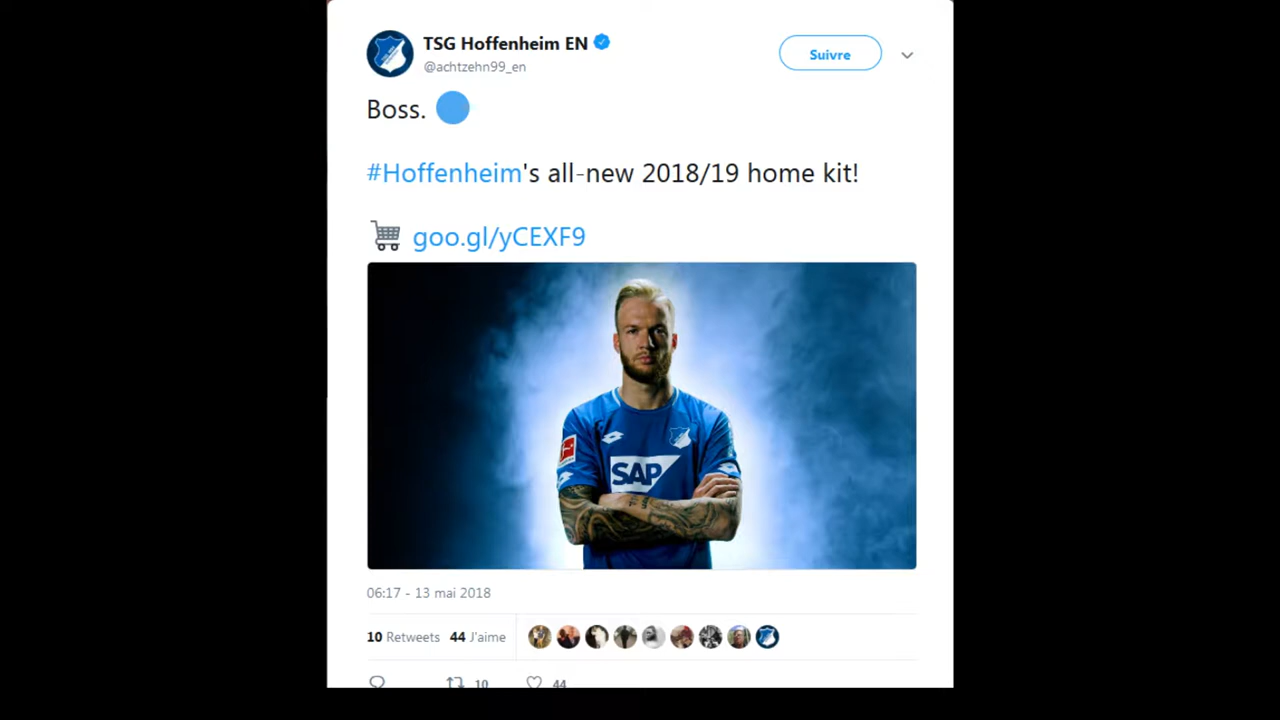 TSG Hoffenheim EN
@achtzehn99_en
Suivre
Boss.
#Hoffenheim's all-new 2018/19 home kit!
goo.gl/yCEXF9
SAP
06:17 - 13 mai 2018
10 Retweets 44 J'aime
10 44